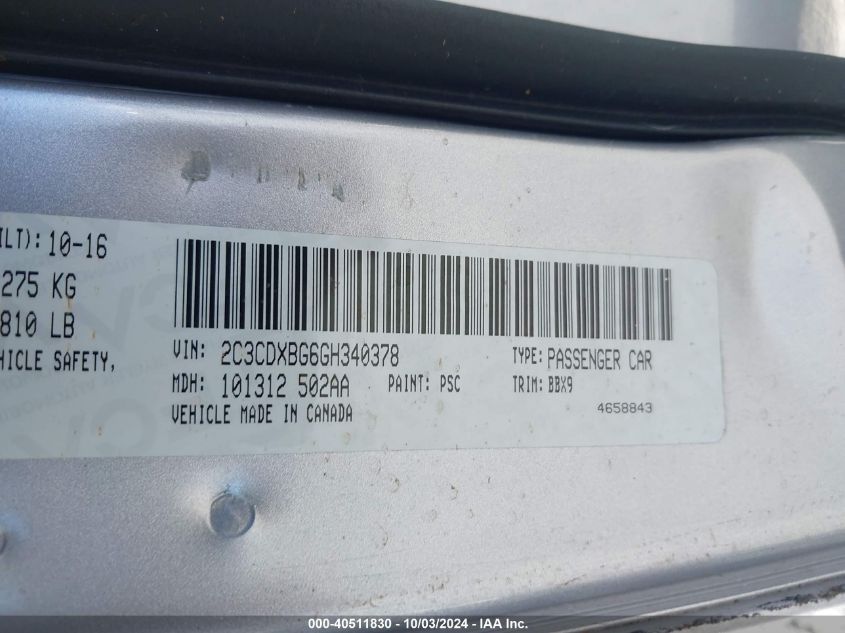 ILT): 10-16
275 KG
810 LB
HICLE SAFETY,
VIN: 2C3CDXBG6GH340378 TYPE: PASSENGER CAR
MDH: 101312 502AA PAINT: PSC TRIM: BBX9
VEHICLE MADE IN CANADA 4658843
000-40511830 - 10/03/2024 - IAA Inc.